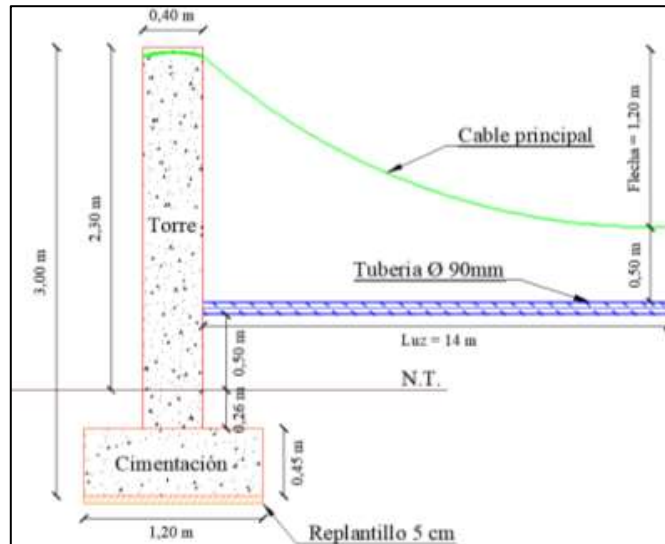 0,40 m
Cable principal
Flecha = 1,20 m
Torre
2,30 m
3,00 m
Tuberia Ø 90mm
0,50 m
Luz = 14 m
0,50 m
N.T.
0,26 m
Cimentación
0,45 m
1,20 m
Replantillo 5 cm